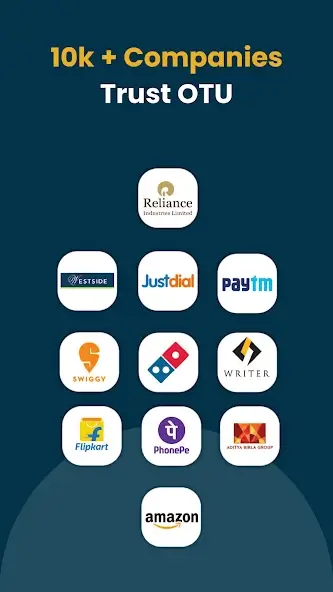 10k + Companies
Trust OTU
Reliance
Industries Limited
WESTSIDE
Justdial
paytm
SWIGGY
WRITER
Flipkart
पे
PhonePe
ADITYA BIRLA GROUP
amazon